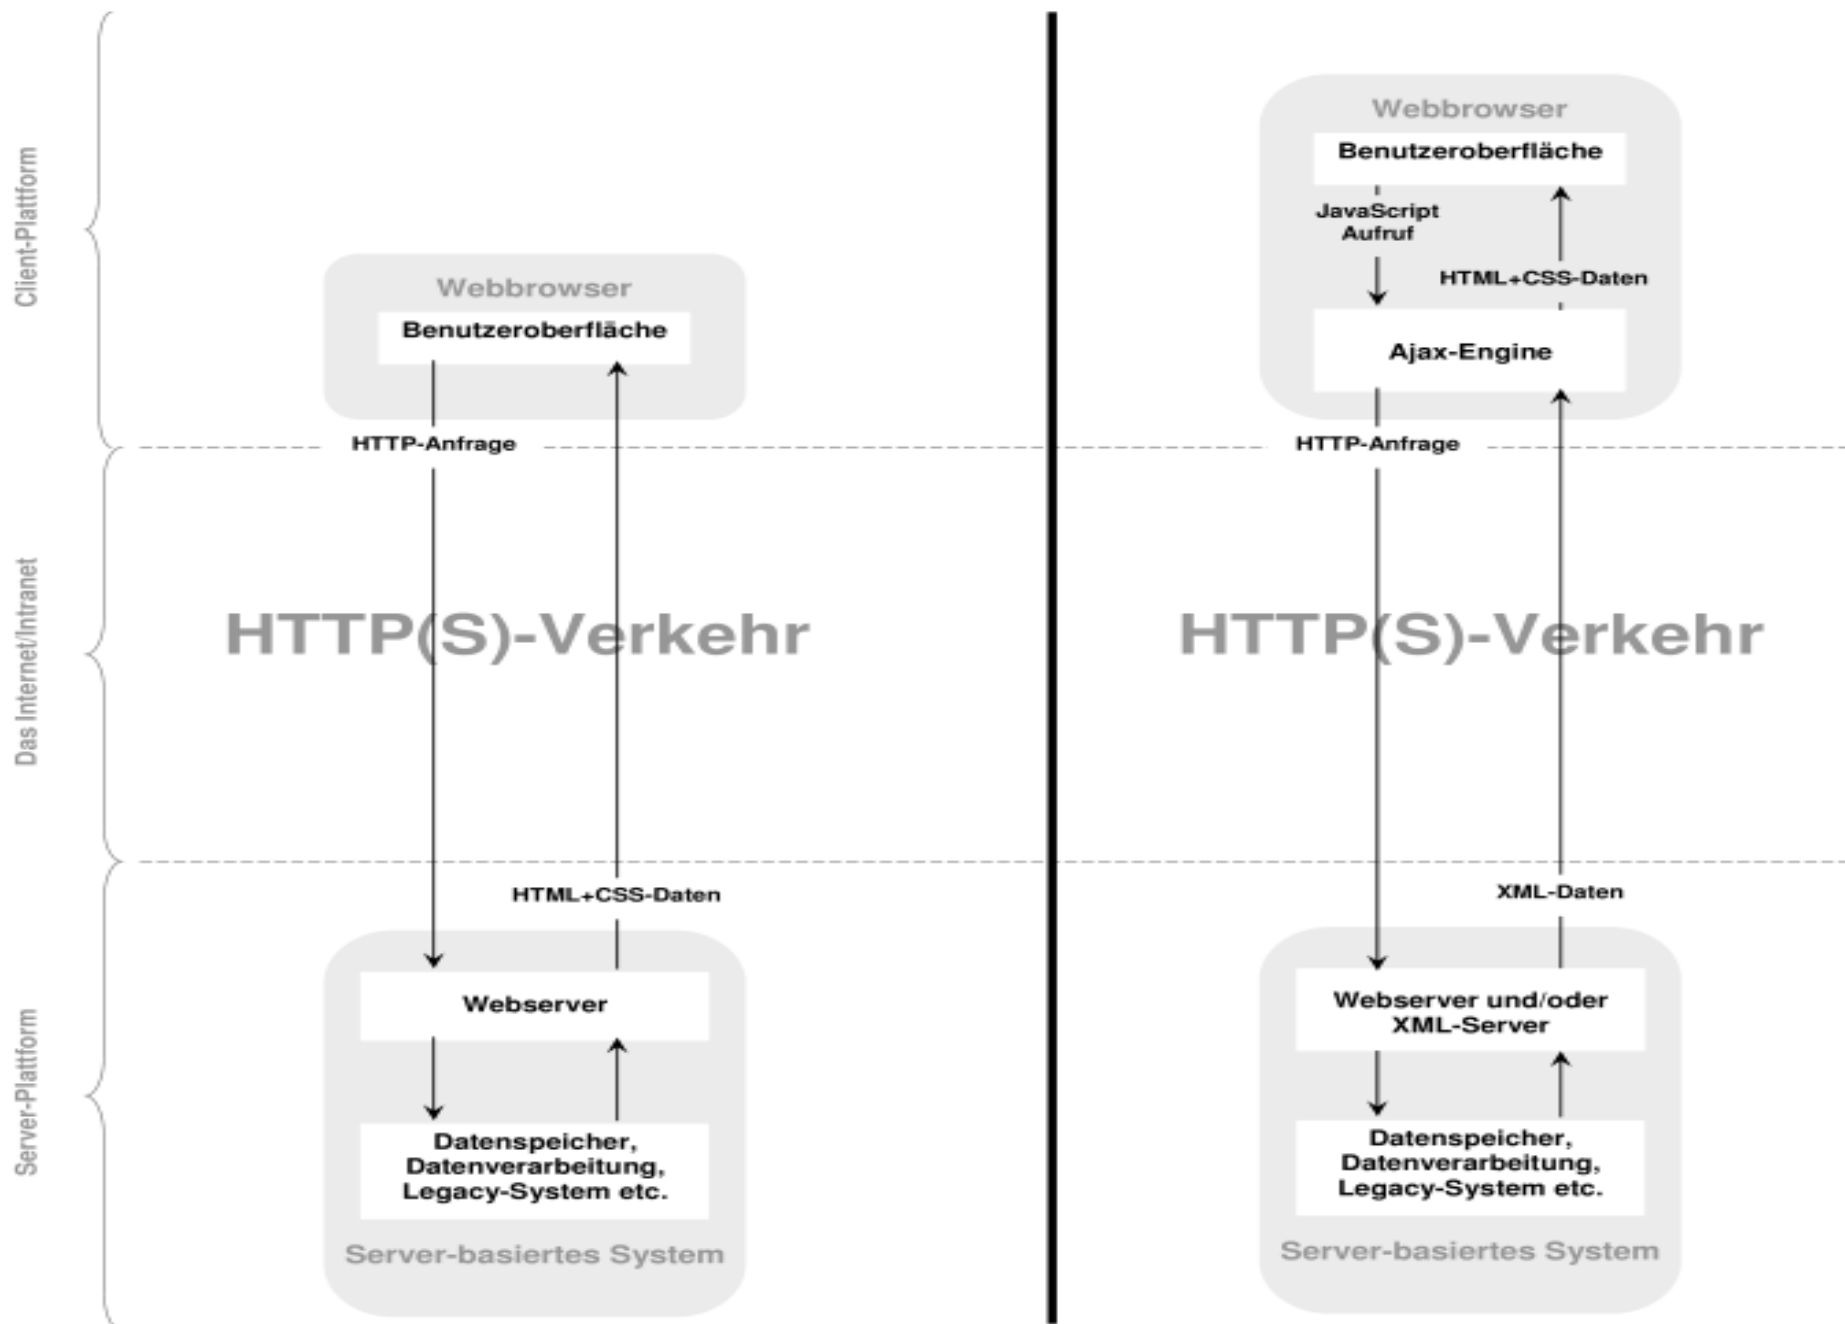 Client-Plattform
Das Internet/Intranet
Server-Plattform
Webbrowser
Benutzeroberfläche
HTTP-Anfrage
HTTP(S)-Verkehr
HTML+CSS-Daten
Webserver
Datenspeicher,
Datenverarbeitung,
Legacy-System etc.
Server-basiertes System
Webbrowser
Benutzeroberfläche
JavaScript
Aufruf
HTML+CSS-Daten
Ajax-Engine
HTTP-Anfrage
HTTP(S)-Verkehr
XML-Daten
Webserver und/oder
XML-Server
Datenspeicher,
Datenverarbeitung,
Legacy-System etc.
Server-basiertes System